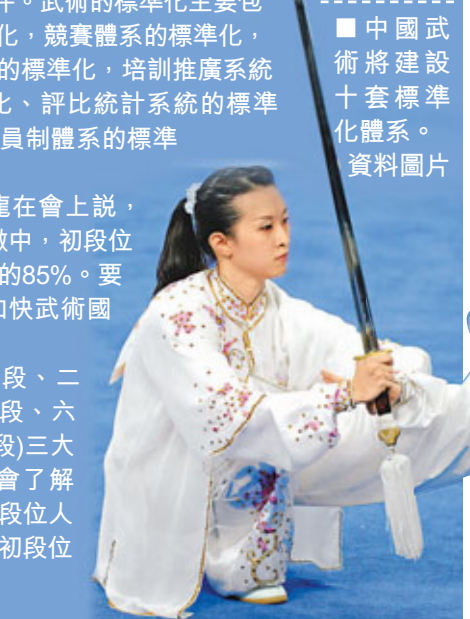 件。武術的標準化主要包
化，競賽體系的標準化，
的標準化，培訓推廣系統
化、評比統計系統的標準
員制體系的標準
龍在會上說，
徽中，初段位
的85%。要
加快武術國
段、二
段、六
段)三大
會了解
段位人
初段位
■中國武
術將建設
十套標準
化體系。
資料圖片